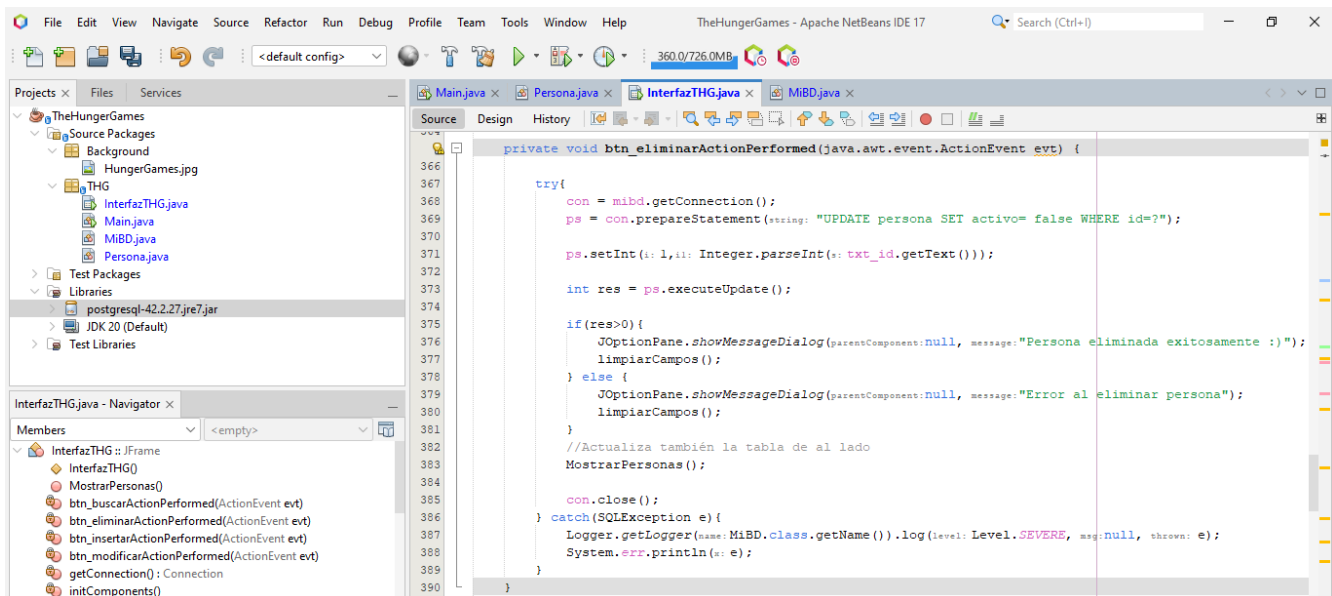 File Edit View Navigate Source Refactor Run Debug Profile Team Tools Window Help TheHungerGames - Apache NetBeans IDE 17 Search (Ctrl+I)
<default config> 360.0/726.0MB
Projects Files Services
TheHungerGames
Source Packages
Background
HungerGames.jpg
THG
InterfazTHG.java
Main.java
MiBD.java
Persona.java
Test Packages
Libraries
postgresql-42.2.27.jre7.jar
JDK 20 (Default)
Test Libraries
InterfazTHG.java - Navigator
Members <empty>
InterfazTHG :: JFrame
InterfazTHG()
MostrarPersonas()
btn_buscarActionPerformed(ActionEvent evt)
btn_eliminarActionPerformed(ActionEvent evt)
btn_insertarActionPerformed(ActionEvent evt)
btn_modificarActionPerformed(ActionEvent evt)
getConnection() : Connection
initComponents()
Main.java Persona.java InterfazTHG.java MiBD.java
Source Design History
private void btn_eliminarActionPerformed(java.awt.event.ActionEvent evt) {
366
367 try{
368 con = mibd.getConnection();
369 ps = con.prepareStatement(string: "UPDATE persona SET activo= false WHERE id=?");
370
371 ps.setInt(i: 1,i1: Integer.parseInt(s: txt_id.getText()));
372
373 int res = ps.executeUpdate();
374
375 if(res>0){
376 JOptionPane.showMessageDialog(parentComponent:null, message:"Persona eliminada exitosamente :)");
377 limpiarCampos();
378 } else {
379 JOptionPane.showMessageDialog(parentComponent:null, message:"Error al eliminar persona");
380 limpiarCampos();
381 }
382 //Actualiza también la tabla de al lado
383 MostrarPersonas();
384
385 con.close();
386 } catch(SQLException e){
387 Logger.getLogger(name: MiBD.class.getName()).log(level: Level.SEVERE, msg:null, thrown: e);
388 System.err.println(x: e);
389 }
390 }